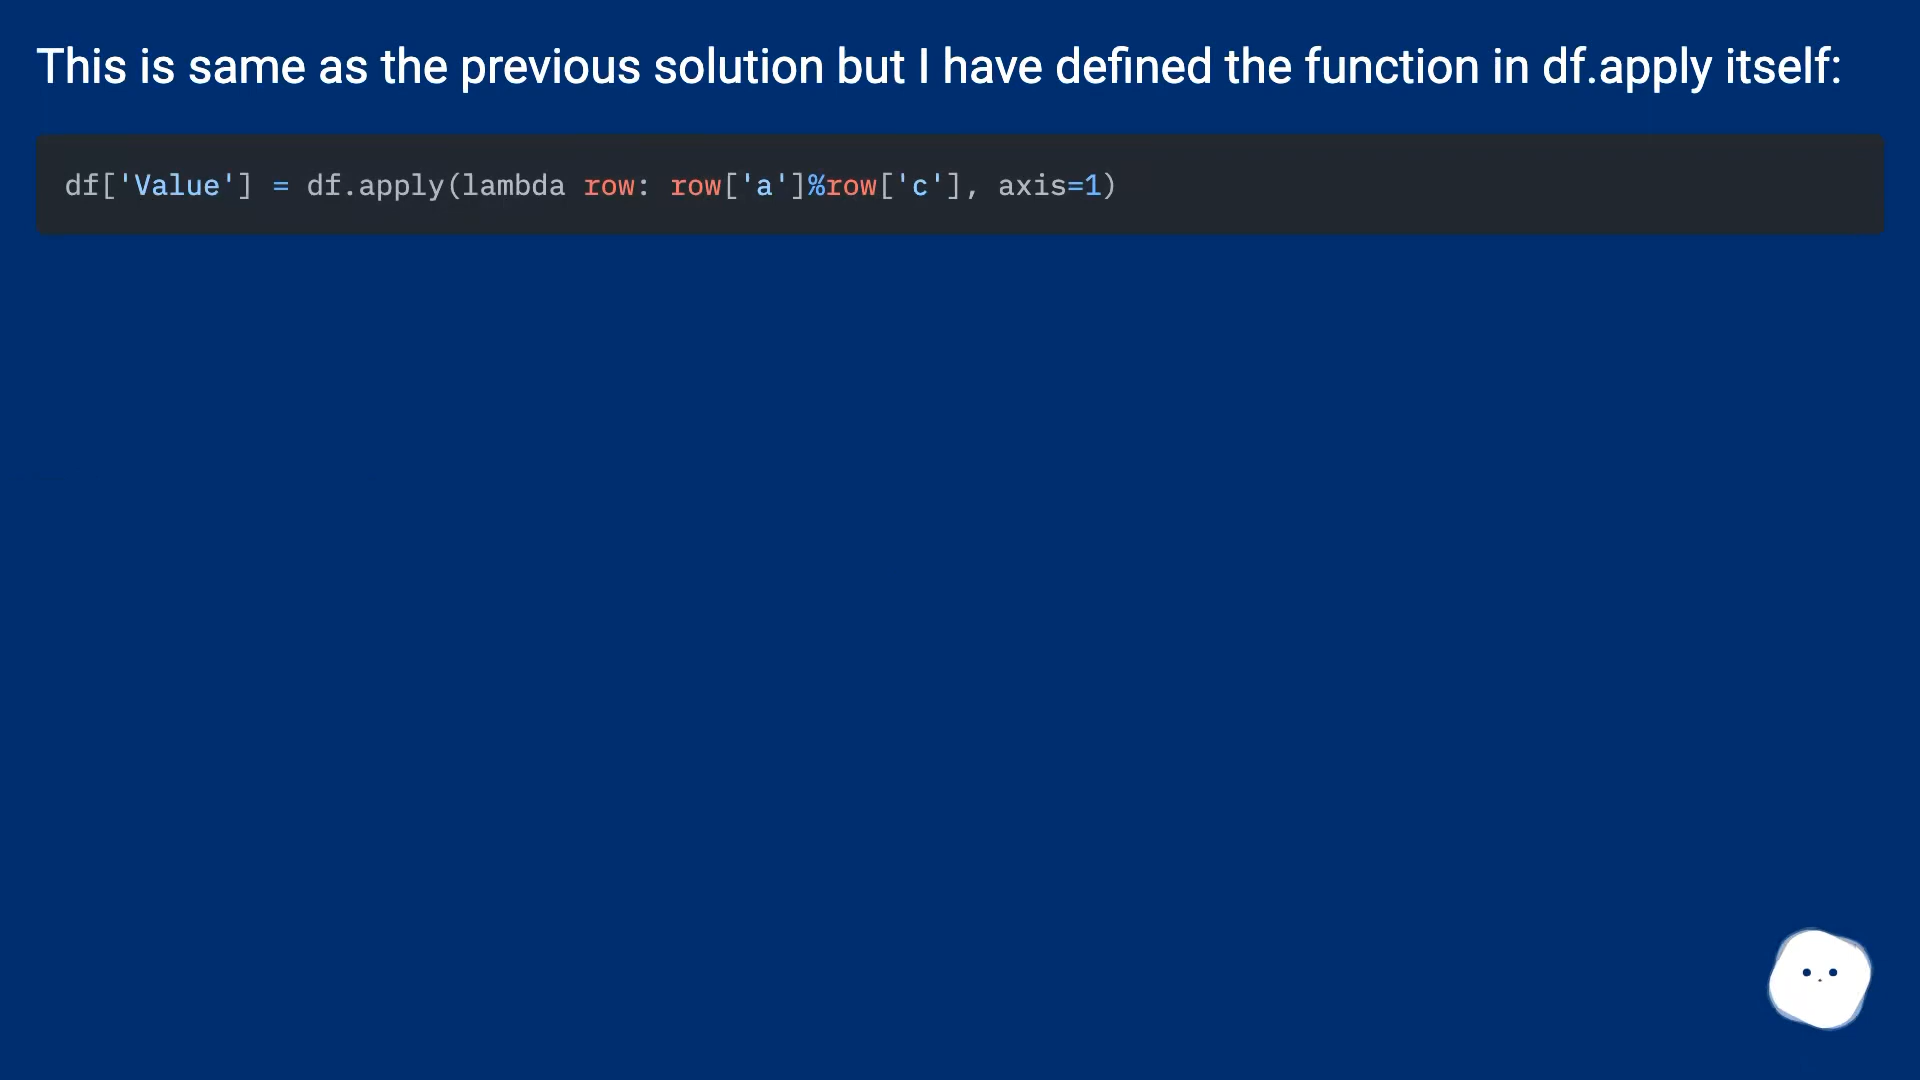 This is same as the previous solution but I have defined the function in df.apply itself:
df['Value'] = df.apply(lambda row: row['a']%row['c'], axis=1)